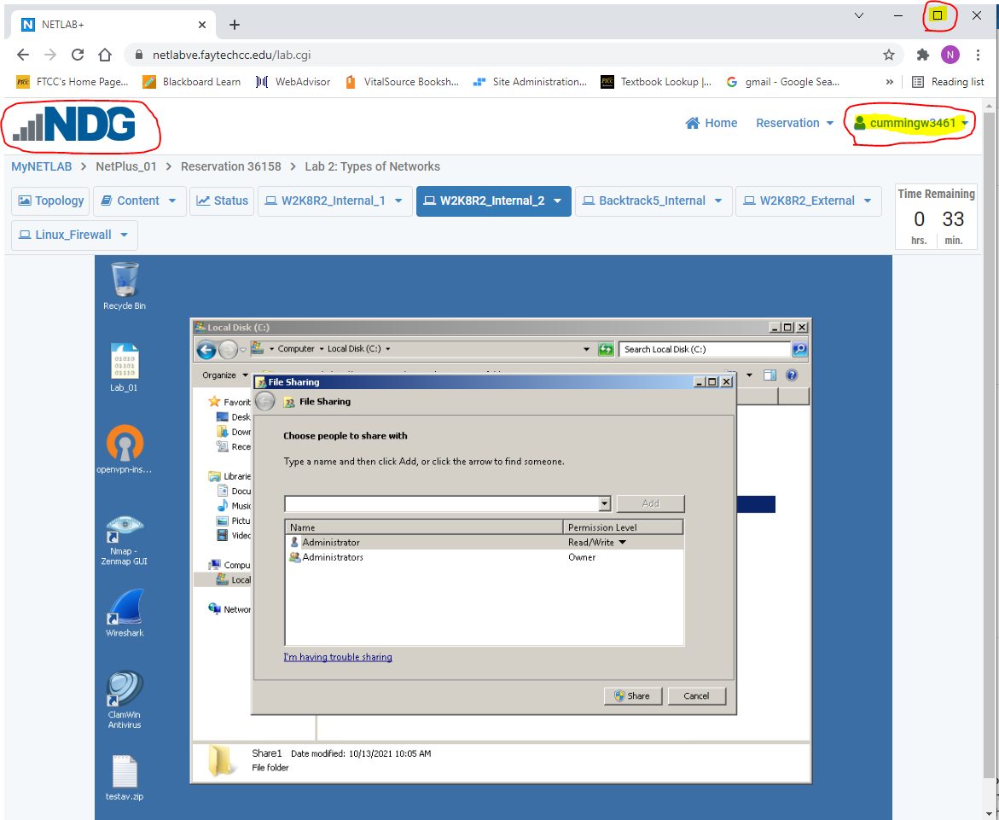 NETLAB+
N
netlabve.faytechcc.edu/lab.cgi
N
FTCC's Home Page... Blackboard Learn WebAdvisor VitalSource Booksh... Site Administration... Textbook Lookup |... gmail - Google Sea... » Reading list
NDG
Home Reservation cummingw3461
MyNETLAB > NetPlus_01 > Reservation 36158 > Lab 2: Types of Networks
Topology Content Status W2K8R2_Internal_1 W2K8R2_Internal_2 Backtrack5_Internal W2K8R2_External
Linux_Firewall
Time Remaining
0 33
hrs. min.
Recycle Bin
Lab_01
openvpn-ins...
Nmap -
Zenmap GUI
Wireshark
ClamWin
Antivirus
testav.zip
Local Disk (C:)
Computer Local Disk (C:) Search Local Disk (C:)
Organize
Favorit
Desk
Down
Rece
Librarie
Docu
Music
Pictu
Videc
Compu
Local
Networ
File Sharing
File Sharing
Choose people to share with
Type a name and then click Add, or click the arrow to find someone.
Add
Name Permission Level
Administrator Read/Write
Administrators Owner
I'm having trouble sharing
Share Cancel
Share1 Date modified: 10/13/2021 10:05 AM
File folder